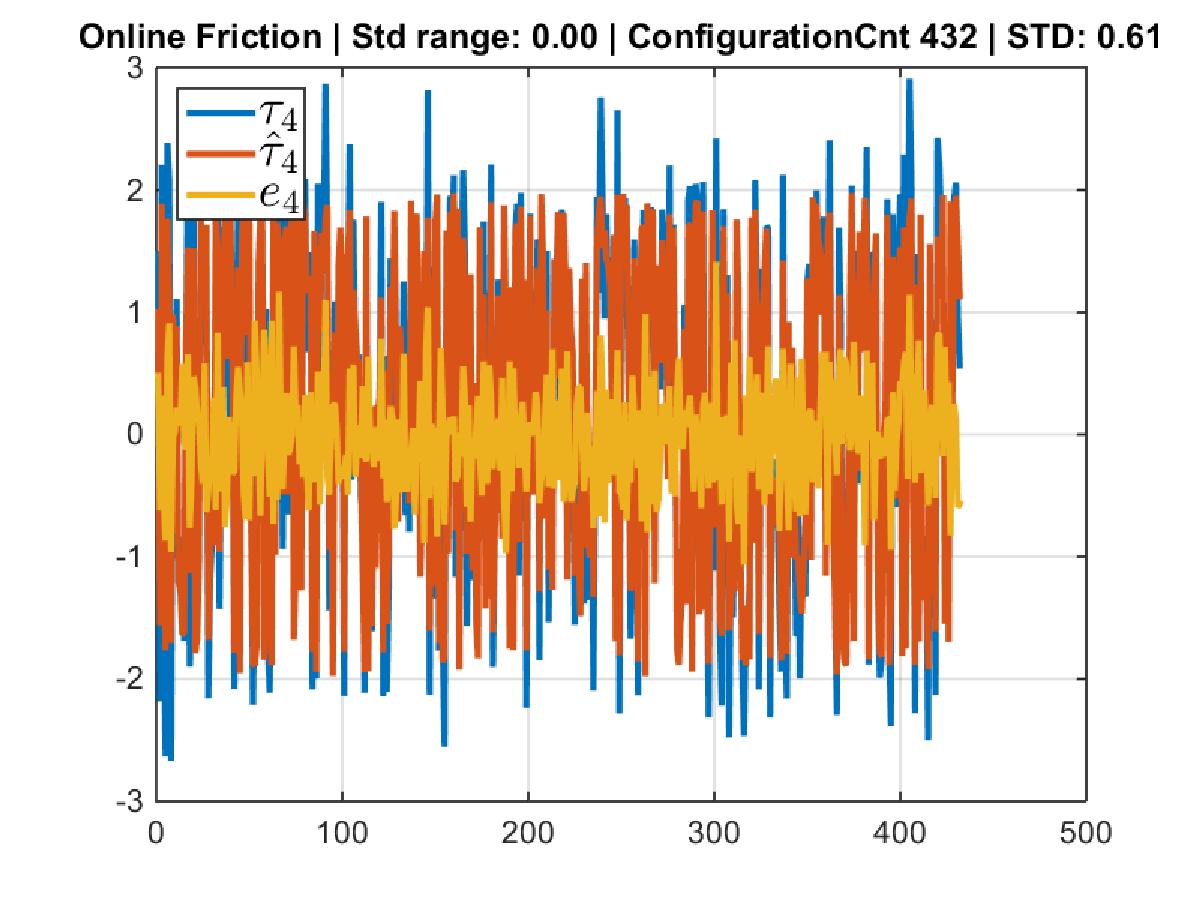 Online Friction | Std range: 0.00 | ConfigurationCnt 432 | STD: 0.61
3
2
1
0
-1
-2
-3
τ₄
τ̂₄
e₄
0 100 200 300 400 500